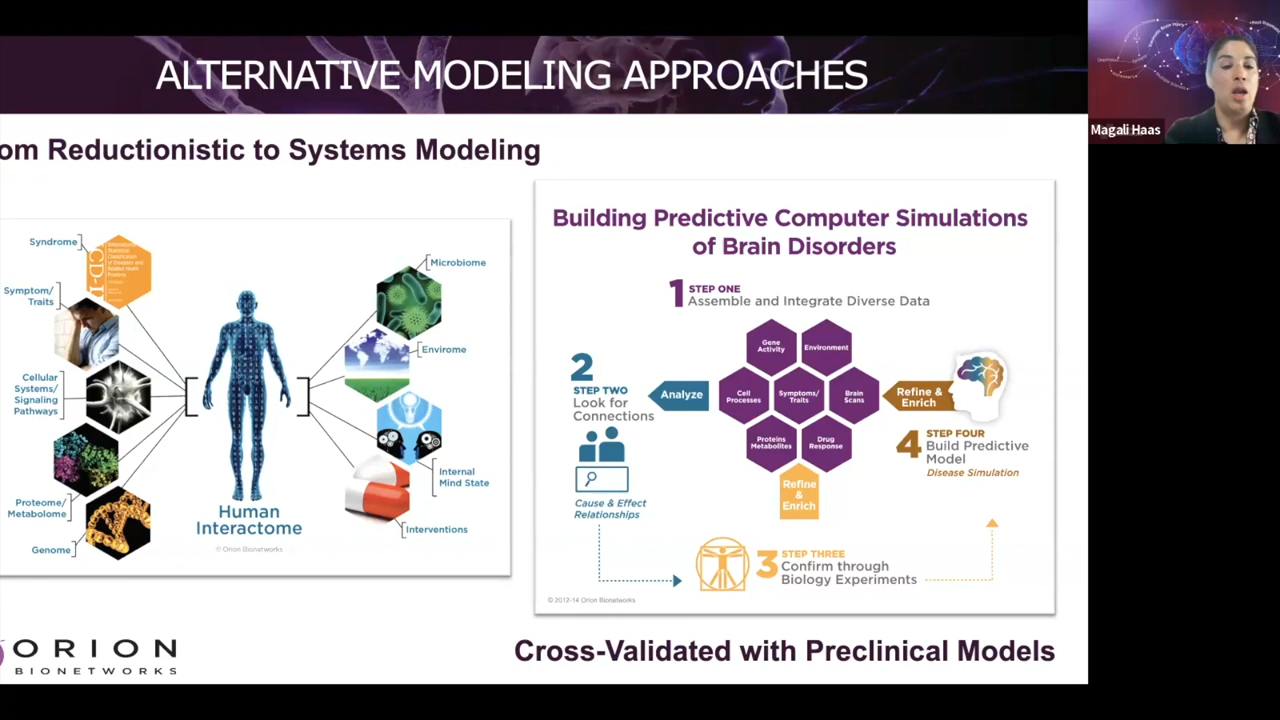 ALTERNATIVE MODELING APPROACHES
Magali Haas
om Reductionistic to Systems Modeling
Syndrome
Symptom/
Traits
Cellular
Systems/
Signaling
Pathways
Proteome/
Metabolome
Genome
Human
Interactome
© Orion Bionetworks
Microbiome
Envirome
Internal
Mind State
Interventions
Building Predictive Computer Simulations
of Brain Disorders
1 STEP ONE
Assemble and Integrate Diverse Data
2
STEP TWO
Look for
Connections
Cause & Effect
Relationships
Analyze
Gene
Activity
Environment
Cell
Processes
Symptoms/
Traits
Brain
Scans
Proteins
Metabolites
Drug
Response
Refine &
Enrich
4 STEP FOUR
Build Predictive
Model
Disease Simulation
Refine
&
Enrich
3 STEP THREE
Confirm through
Biology Experiments
© 2012-14 Orion Bionetworks
ORION
BIONETWORKS
Cross-Validated with Preclinical Models